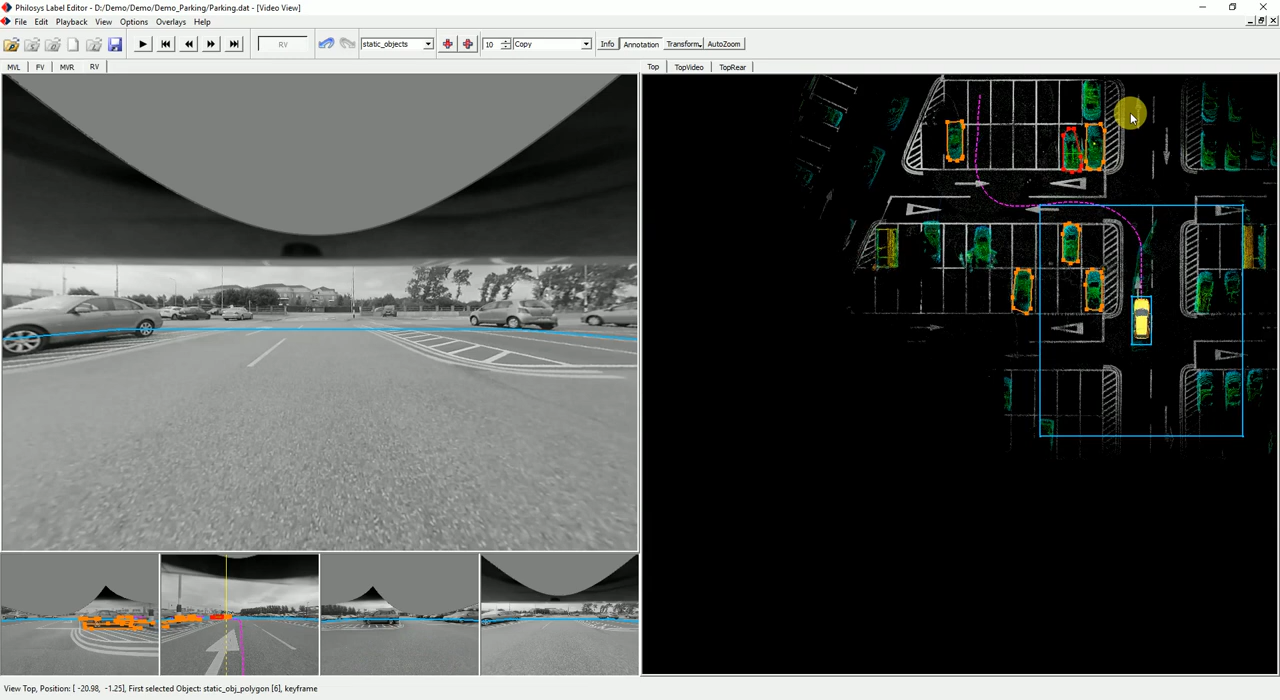 Philosys Label Editor - D:/Demo/Demo/Demo_Parking/Parking.dat - [Video View]
File Edit Playback View Options Overlays Help
RV static_objects 10 Copy Info Annotation Transform. AutoZoom
MVL FV MVR RV Top TopVideo TopRear
View Top, Position: [ -20.98, -1.25], First selected Object: static_obj_polygon [6], keyframe